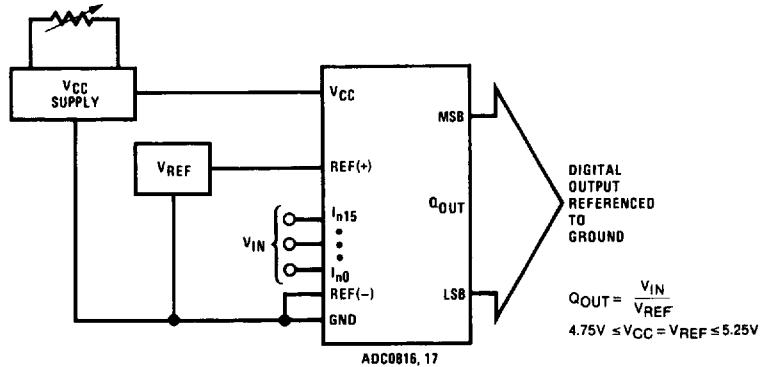 VCC
SUPPLY
VCC
MSB
VREF
REF(+)
DIGITAL
OUTPUT
REFERENCED
TO
GROUND
QOUT
In15
VIN
In0
REF(–)
LSB
GND
QOUT = VIN
VREF
4.75V ≤ VCC = VREF ≤ 5.25V
ADC0816, 17